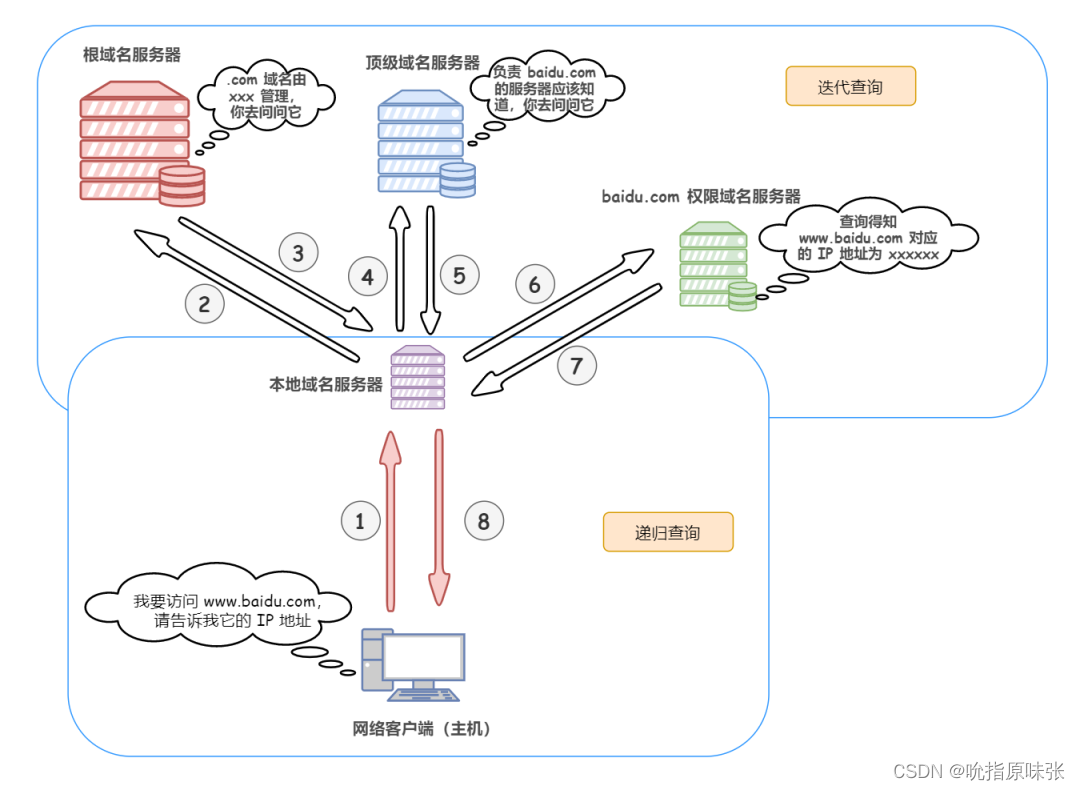 根域名服务器
.com 域名由
xxx 管理，
你去问问它
顶级域名服务器
负责 baidu.com
的服务器应该知
道，你去问问它
迭代查询
baidu.com 权限域名服务器
查询得知
www.baidu.com 对应
的 IP 地址为 xxxxxx
3
4
5
6
2
7
本地域名服务器
1
8
递归查询
我要访问 www.baidu.com，
请告诉我它的 IP 地址
网络客户端（主机）
CSDN @吮指原味张